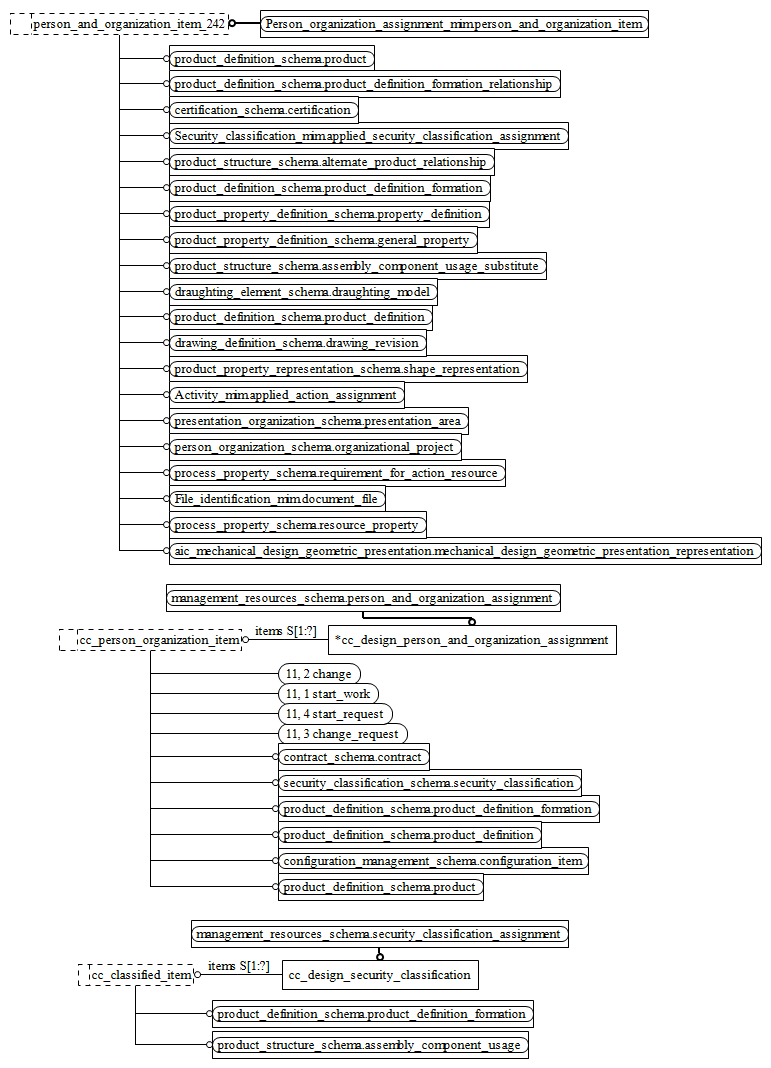 person_and_organization_item_242
Person_organization_assignment_mim.person_and_organization_item
product_definition_schema.product
product_definition_schema.product_definition_formation_relationship
certification_schema.certification
Security_classification_mim.applied_security_classification_assignment
product_structure_schema.alternate_product_relationship
product_definition_schema.product_definition_formation
product_property_definition_schema.property_definition
product_property_definition_schema.general_property
product_structure_schema.assembly_component_usage_substitute
draughting_element_schema.draughting_model
product_definition_schema.product_definition
drawing_definition_schema.drawing_revision
product_property_representation_schema.shape_representation
Activity_mim.applied_action_assignment
presentation_organization_schema.presentation_area
person_organization_schema.organizational_project
process_property_schema.requirement_for_action_resource
File_identification_mim.document_file
process_property_schema.resource_property
aic_mechanical_design_geometric_presentation.mechanical_design_geometric_presentation_representation
management_resources_schema.person_and_organization_assignment
cc_person_organization_item
items S[1:?]
*cc_design_person_and_organization_assignment
11, 2 change
11, 1 start_work
11, 4 start_request
11, 3 change_request
contract_schema.contract
security_classification_schema.security_classification
product_definition_schema.product_definition_formation
product_definition_schema.product_definition
configuration_management_schema.configuration_item
product_definition_schema.product
management_resources_schema.security_classification_assignment
cc_classified_item
items S[1:?]
cc_design_security_classification
product_definition_schema.product_definition_formation
product_structure_schema.assembly_component_usage